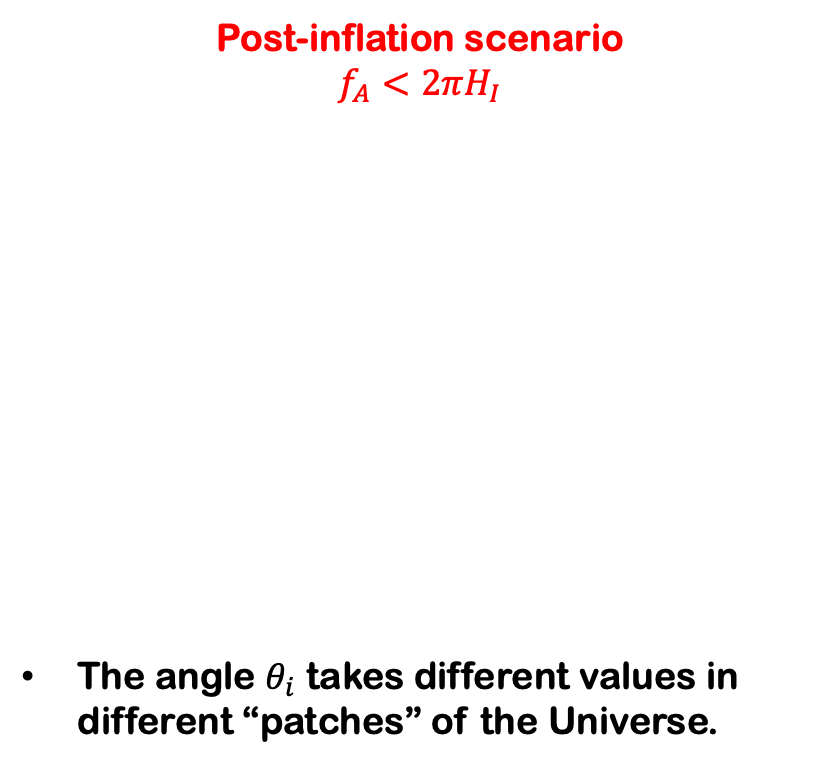 Post-inflation scenario
𝑓𝐴 < 2𝜋𝐻𝐼
• The angle 𝜃𝑖 takes different values in
different “patches” of the Universe.